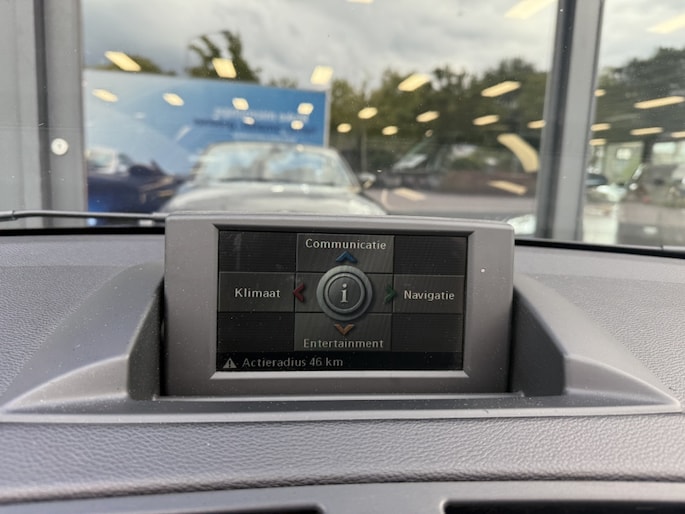 Communicatie
Klimaat
i
Navigatie
Entertainment
Actieradius 46 km